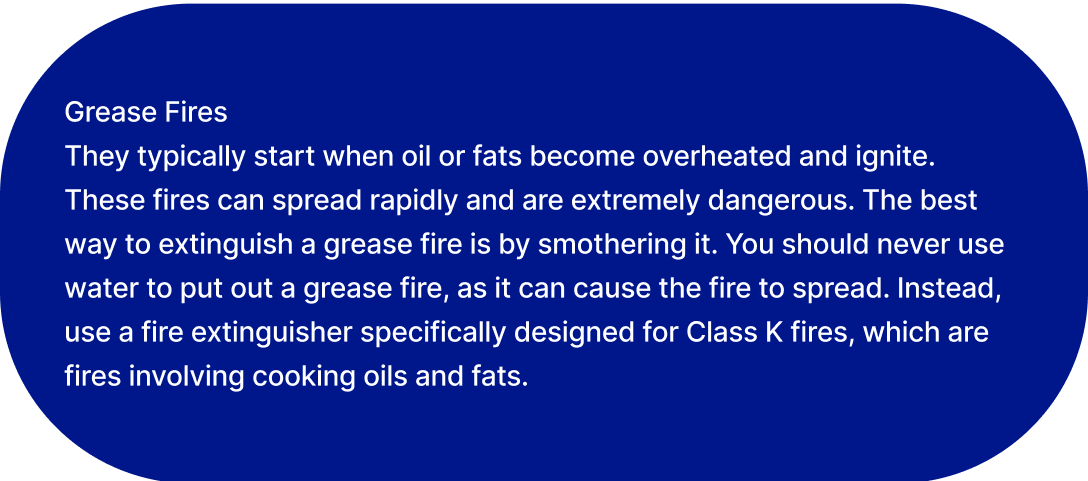 Grease Fires
They typically start when oil or fats become overheated and ignite.
These fires can spread rapidly and are extremely dangerous. The best
way to extinguish a grease fire is by smothering it. You should never use
water to put out a grease fire, as it can cause the fire to spread. Instead,
use a fire extinguisher specifically designed for Class K fires, which are
fires involving cooking oils and fats.